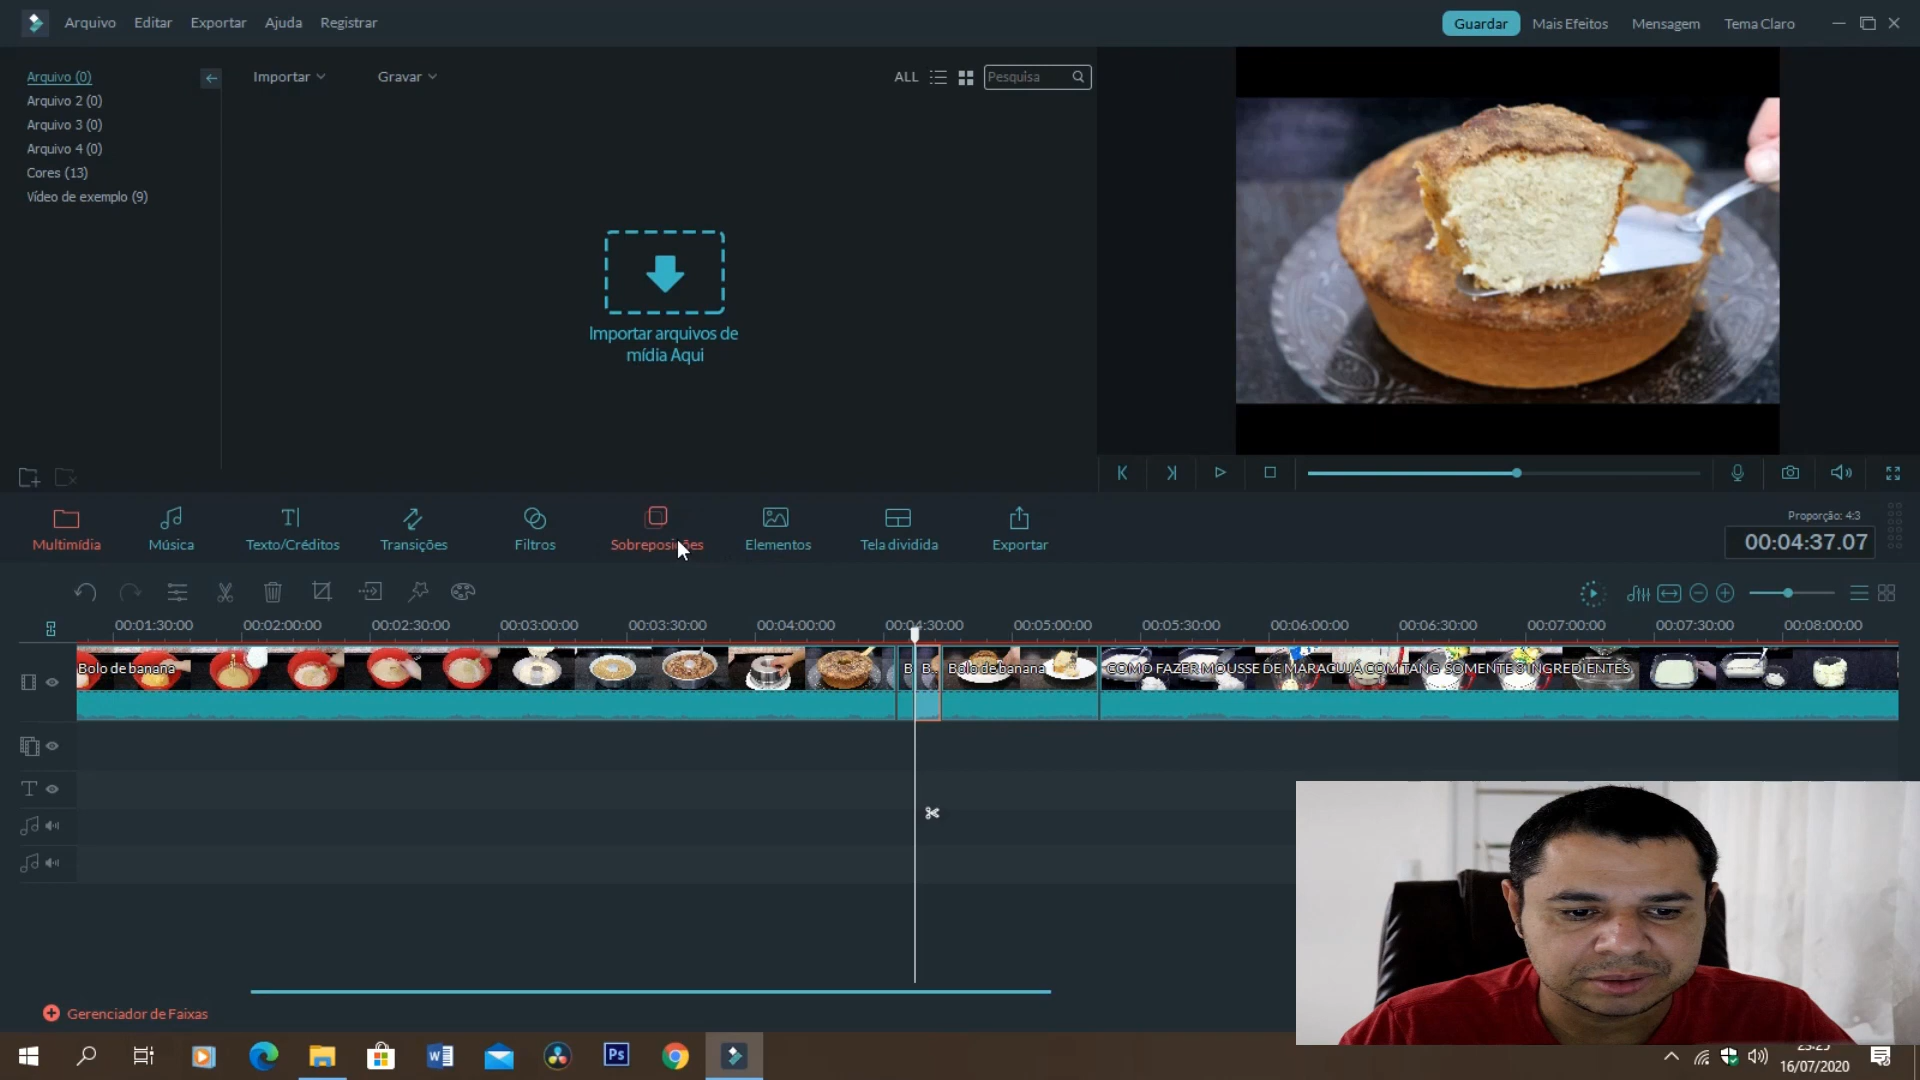 Arquivo Editar Exportar Ajuda Registrar Guardar Mais Efeitos Mensagem Tema Claro
Arquivo (0)
Arquivo 2 (0)
Arquivo 3 (0)
Arquivo 4 (0)
Cores (13)
Vídeo de exemplo (9)
Importar Gravar ALL Pesquisa
Importar arquivos de
mídia Aqui
Multimídia Música Texto/Créditos Transições Filtros Sobreposições Elementos Tela dividida Exportar
Proporção: 4:3
00:04:37.07
00:01:30:00 00:02:00:00 00:02:30:00 00:03:00:00 00:03:30:00 00:04:00:00 00:04:30:00 00:05:00:00 00:05:30:00 00:06:00:00 00:06:30:00 00:07:00:00 00:07:30:00 00:08:00:00
Bolo de banana B B... Bolo de banana COMO FAZER MOUSSE DE MARACUJÁ COM TANG SOMENTE 3 INGREDIENTES
Gerenciador de Faixas
Ps
16/07/2020